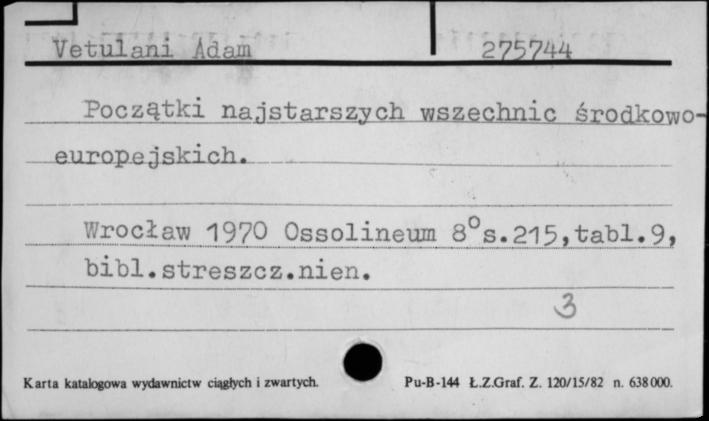 Vetulani Adam 275744
Początki najstarszych wszechnic środkowo-
europejskich.
Wrocław 1970 Ossolineum 8°s.215,tabl.9,
bibl.streszcz.nien.
3
Karta katalogowa wydawnictw ciągłych i zwartych. Pu-B-144 Ł.Z.Graf. Z. 120/15/82 n. 638000.